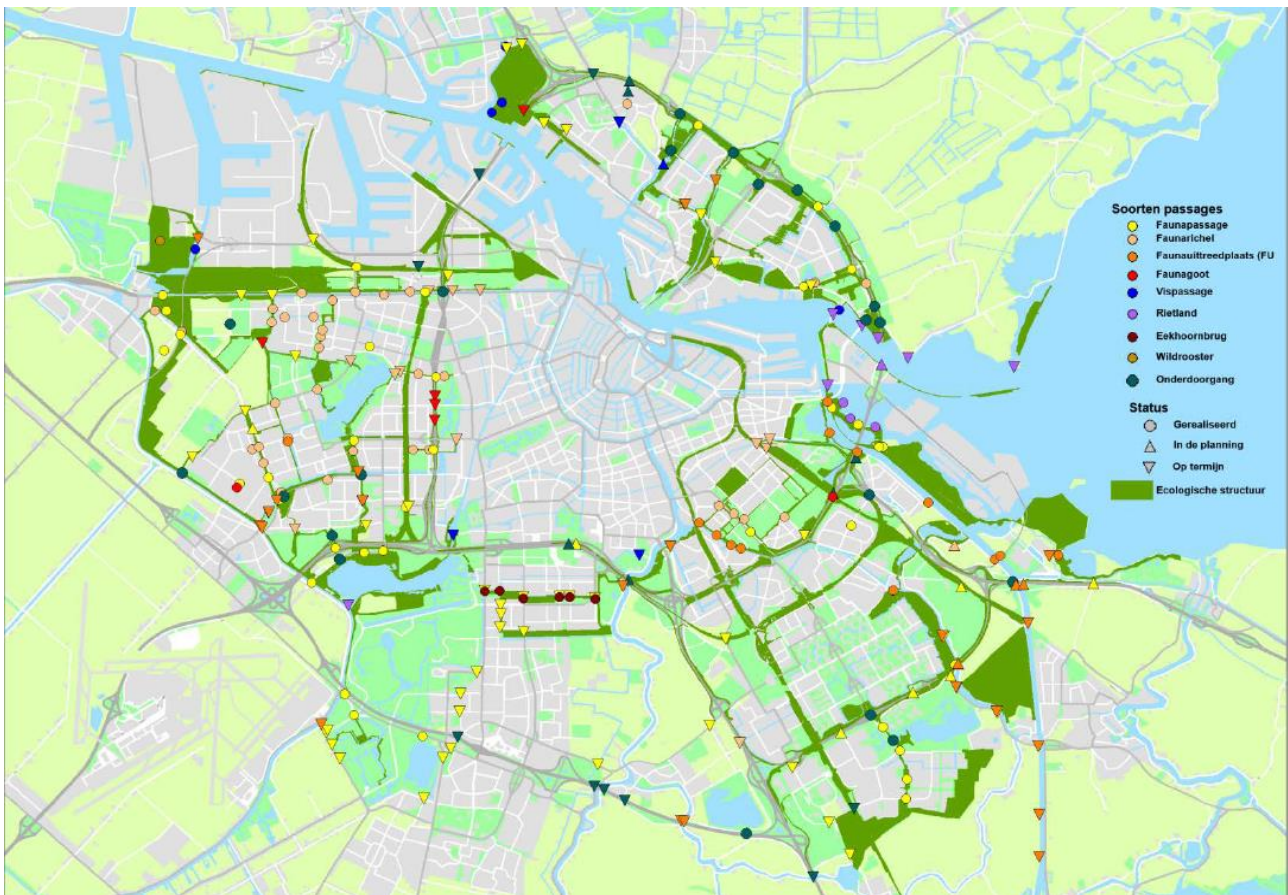 Soorten passages
Faunapassage
Faunarichel
Faunauittreedplaats (FU
Faunagoot
Vispassage
Rietland
Eekhoornbrug
Wildrooster
Onderdoorgang
Status
Gerealiseerd
In de planning
Op termijn
Ecologische structuur